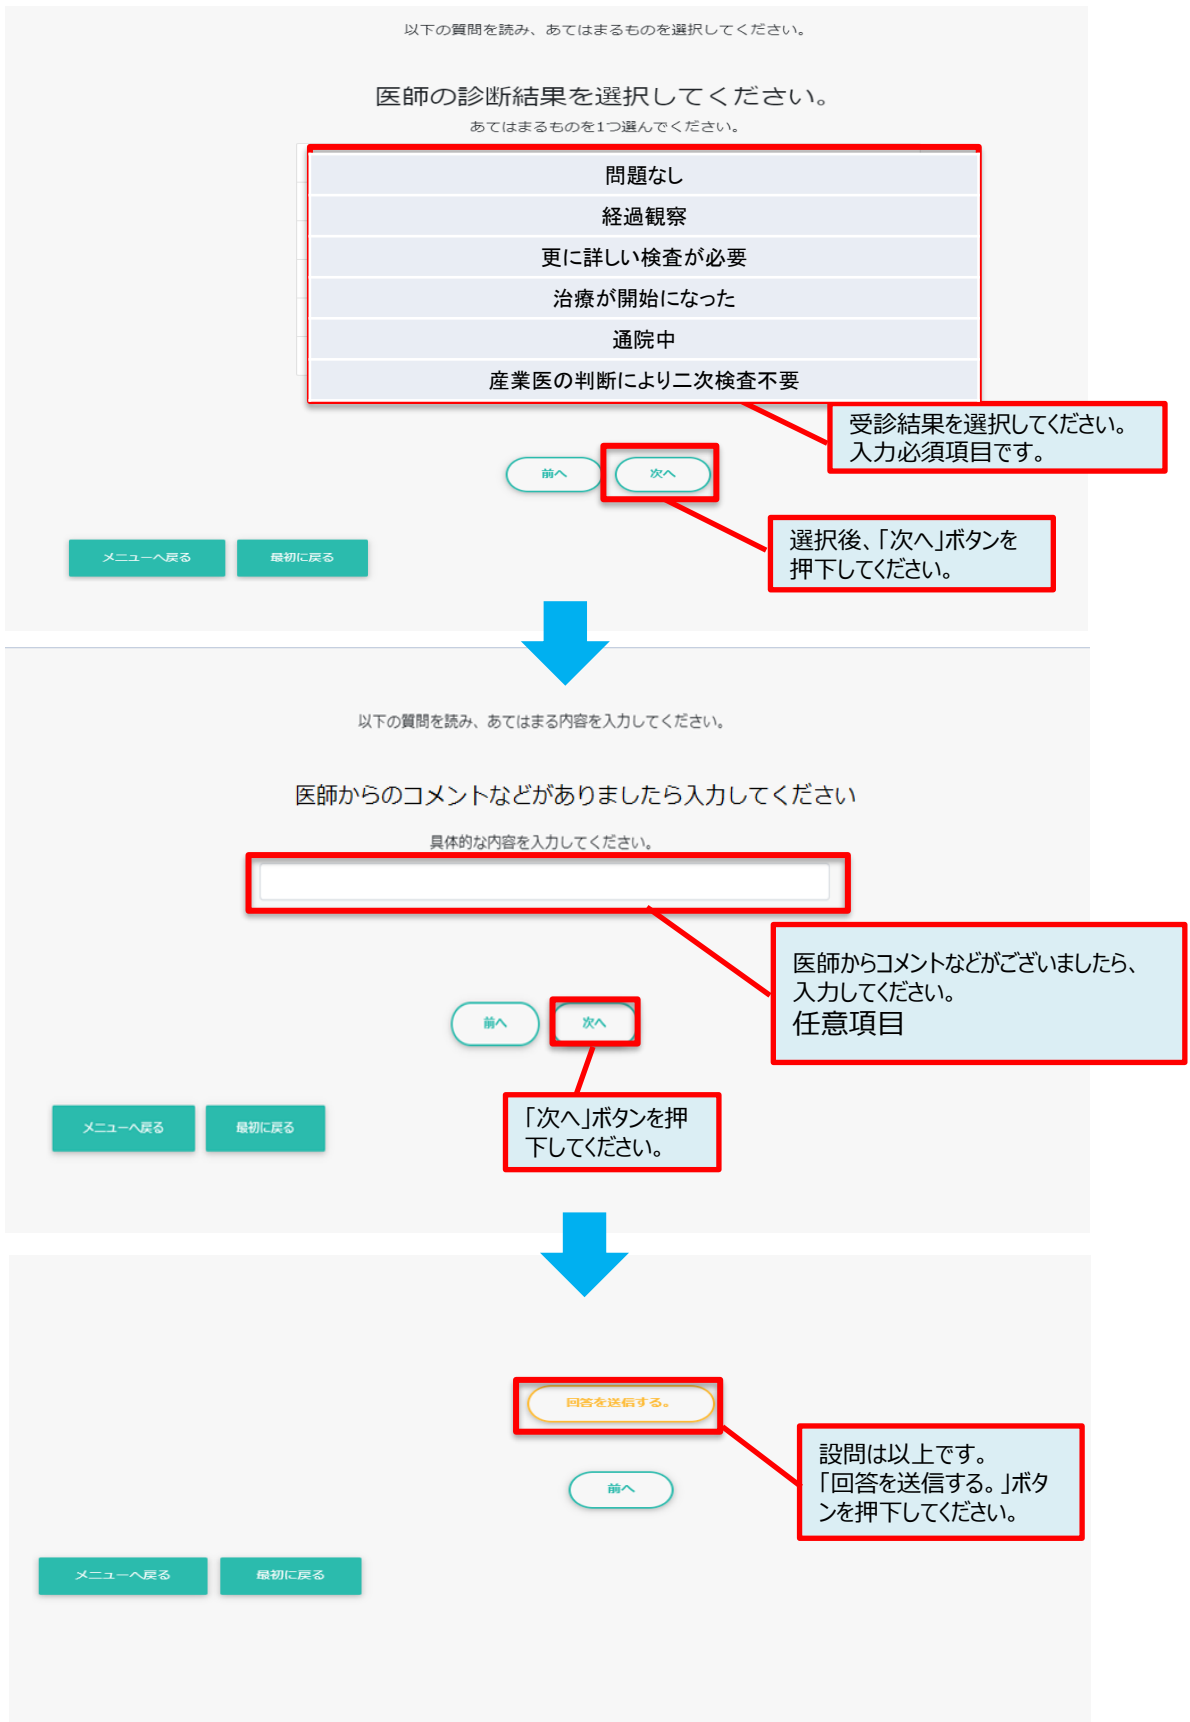 以下の質問を読み、あてはまるものを選択してください。
医師の診断結果を選択してください。
あてはまるものを1つ選んでください。
問題なし
経過観察
更に詳しい検査が必要
治療が開始になった
通院中
産業医の判断により二次検査不要
受診結果を選択してください。
入力必須項目です。
前へ
次へ
選択後、「次へ」ボタンを
押下してください。
メニューへ戻る
最初に戻る
以下の質問を読み、あてはまる内容を入力してください。
医師からのコメントなどがありましたら入力してください
具体的な内容を入力してください。
医師からコメントなどがございましたら、
入力してください。
任意項目
前へ
次へ
「次へ」ボタンを押
下してください。
メニューへ戻る
最初に戻る
回答を送信する。
設問は以上です。
「回答を送信する。」ボタ
ンを押下してください。
前へ
メニューへ戻る
最初に戻る